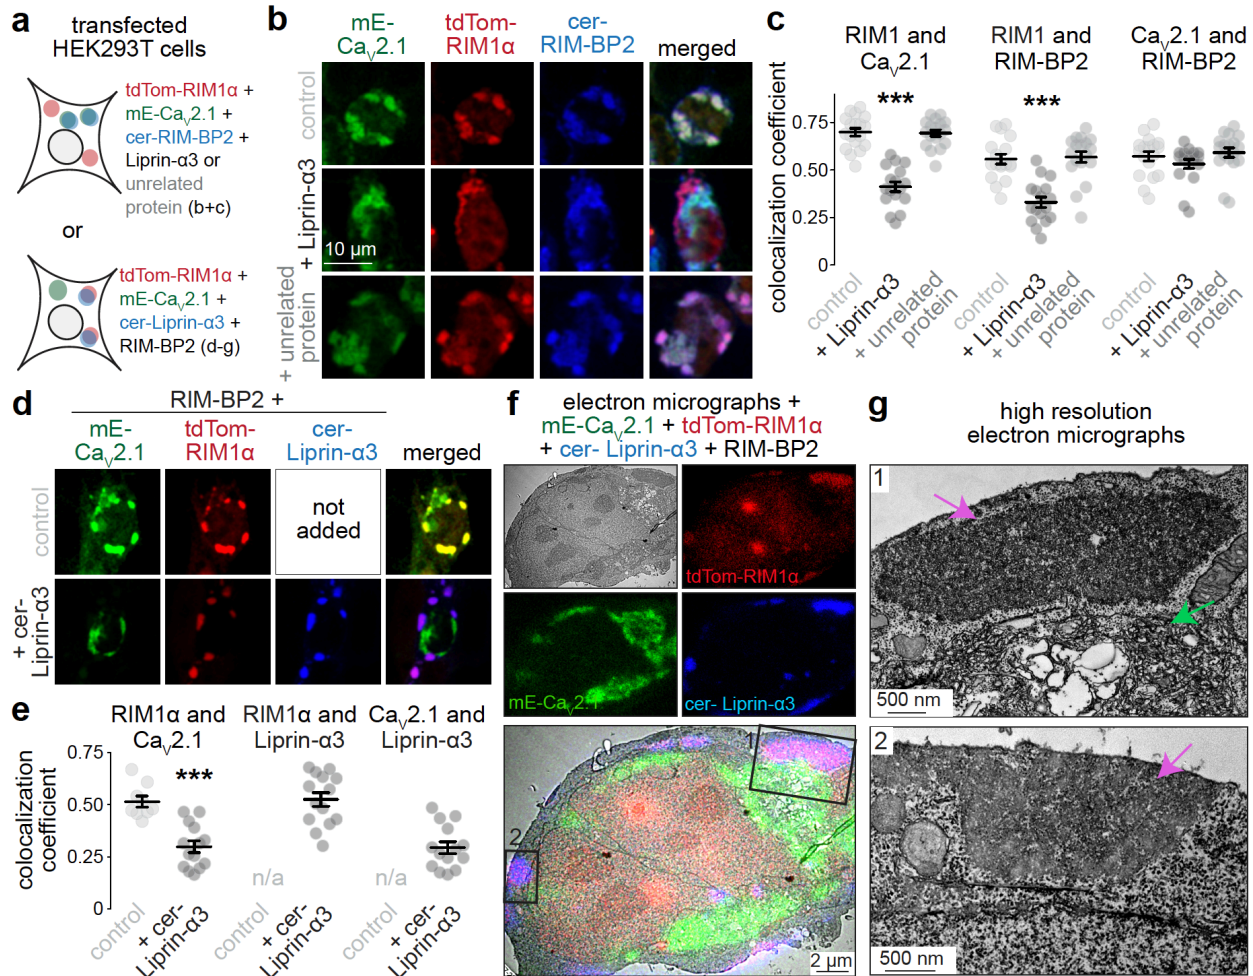 a
transfected
HEK293T cells
tdTom-RIM1α +
mE-CaV2.1 +
cer-RIM-BP2 +
Liprin-α3 or
unrelated
protein (b+c)
or
tdTom-RIM1α +
mE-CaV2.1 +
cer-Liprin-α3 +
RIM-BP2 (d-g)
b
mE-
CaV2.1
tdTom-
RIM1α
cer-
RIM-BP2
merged
control
+ Liprin-α3
10 µm
+ unrelated
protein
c
RIM1 and
CaV2.1
RIM1 and
RIM-BP2
CaV2.1 and
RIM-BP2
***
***
colocalization coefficient
0.75
0.50
0.25
0
control
+ Liprin-α3
+ unrelated
protein
control
+ Liprin-α3
+ unrelated
protein
control
+ Liprin-α3
+ unrelated
protein
d
RIM-BP2 +
mE-
CaV2.1
tdTom-
RIM1α
cer-
Liprin-α3
merged
control
not
added
+ cer-
Liprin-α3
e
RIM1α and
CaV2.1
RIM1α and
Liprin-α3
CaV2.1 and
Liprin-α3
***
colocalization
coefficient
0.75
0.50
0.25
0
n/a
n/a
control
+ cer-
Liprin-α3
control
+ cer-
Liprin-α3
control
+ cer-
Liprin-α3
f
electron micrographs +
mE-CaV2.1 + tdTom-RIM1α
+ cer- Liprin-α3 + RIM-BP2
tdTom-RIM1α
mE-CaV2.1
cer- Liprin-α3
1
2
2 µm
g
high resolution
electron micrographs
1
500 nm
2
500 nm